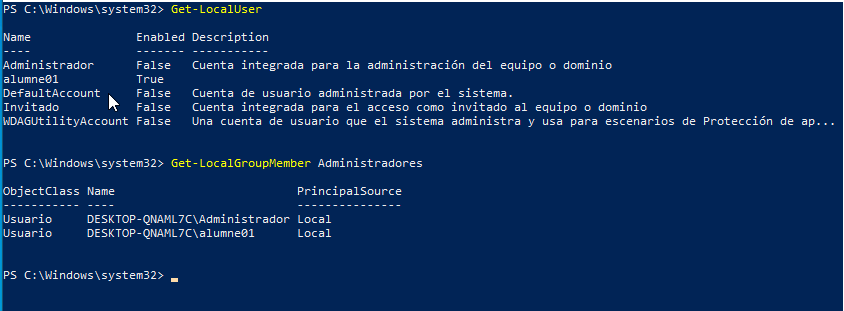 PS C:\Windows\system32> Get-LocalUser
Name Enabled Description
---- ------- -----------
Administrador False Cuenta integrada para la administración del equipo o dominio
alumne01 True
DefaultAccount False Cuenta de usuario administrada por el sistema.
Invitado False Cuenta integrada para el acceso como invitado al equipo o dominio
WDAGUtilityAccount False Una cuenta de usuario que el sistema administra y usa para escenarios de Protección de ap...
PS C:\Windows\system32> Get-LocalGroupMember Administradores
ObjectClass Name PrincipalSource
----------- ---- ---------------
Usuario DESKTOP-QNAML7C\Administrador Local
Usuario DESKTOP-QNAML7C\alumne01 Local
PS C:\Windows\system32>